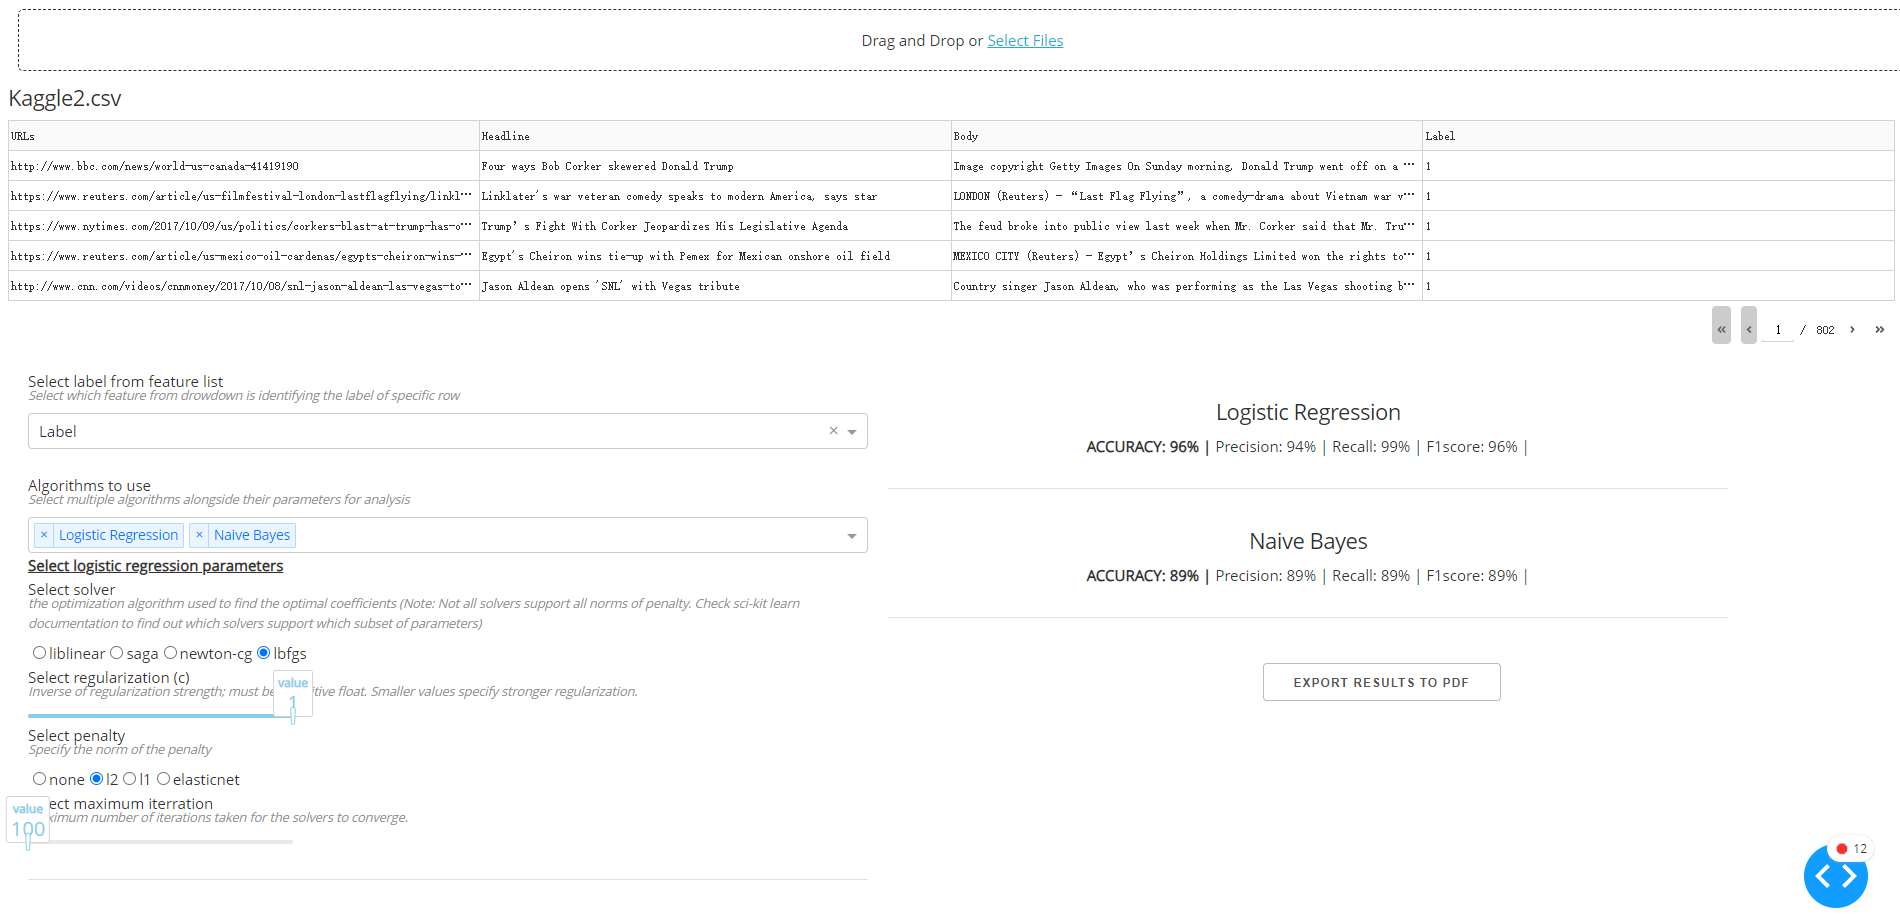 Drag and Drop or Select Files
Kaggle2.csv
URLs Headline Body Label
http://www.bbc.com/news/world-us-canada-41419190 Four ways Bob Corker skewered Donald Trump Image copyright Getty Images On Sunday morning, Donald Trump went off on a ··· 1
https://www.reuters.com/article/us-filmfestival-london-lastflagflying/linkl··· Linklater's war veteran comedy speaks to modern America, says star LONDON (Reuters) - “Last Flag Flying”, a comedy-drama about Vietnam war v··· 1
https://www.nytimes.com/2017/10/09/us/politics/corkers-blast-at-trump-has-o··· Trump’s Fight With Corker Jeopardizes His Legislative Agenda The feud broke into public view last week when Mr. Corker said that Mr. Tru··· 1
https://www.reuters.com/article/us-mexico-oil-cardenas/egypts-cheiron-wins-··· Egypt's Cheiron wins tie-up with Pemex for Mexican onshore oil field MEXICO CITY (Reuters) - Egypt’s Cheiron Holdings Limited won the rights to··· 1
http://www.cnn.com/videos/cnnmoney/2017/10/08/snl-jason-aldean-las-vegas-to··· Jason Aldean opens 'SNL' with Vegas tribute Country singer Jason Aldean, who was performing as the Las Vegas shooting b··· 1
« ‹ 1 / 802 › »
Select label from feature list
Select which feature from drowdown is identifying the label of specific row
Label × 
Algorithms to use
Select multiple algorithms alongside their parameters for analysis
× Logistic Regression × Naive Bayes
Select logistic regression parameters
Select solver
the optimization algorithm used to find the optimal coefficients (Note: Not all solvers support all norms of penalty. Check sci-kit learn
documentation to find out which solvers support which subset of parameters)
liblinear saga newton-cg lbfgs
Select regularization (c)
Inverse of regularization strength; must be itive float. Smaller values specify stronger regularization.
value
1
Select penalty
Specify the norm of the penalty
none l2 l1 elasticnet
ect maximum iterration
ximum number of iterations taken for the solvers to converge.
value
100
Logistic Regression
ACCURACY: 96% | Precision: 94% | Recall: 99% | F1score: 96% |
Naive Bayes
ACCURACY: 89% | Precision: 89% | Recall: 89% | F1score: 89% |
EXPORT RESULTS TO PDF
12